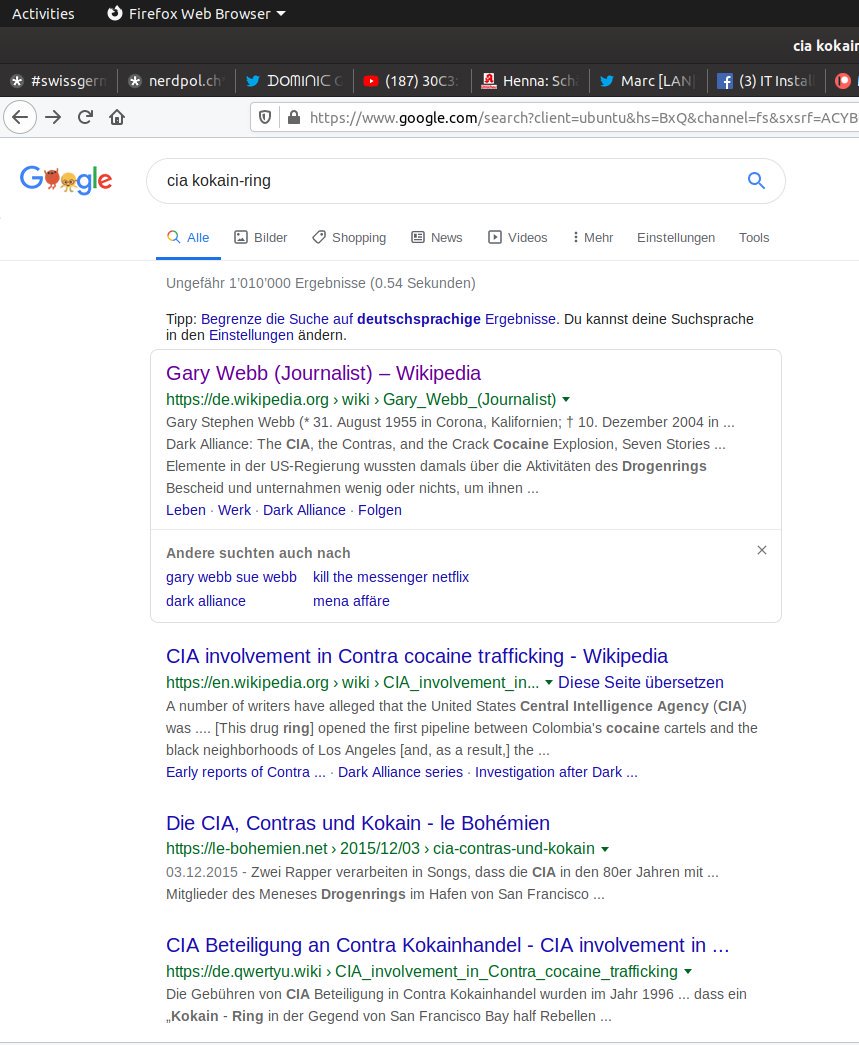 Activities Firefox Web Browser
cia kokain
#swissgerm nerdpol.ch DOMINIC C (187) 30C3: Henna: Scha Marc [LAN] (3) IT Instal
https://www.google.com/search?client=ubuntu&hs=BxQ&channel=fs&sxsrf=ACYB
Google cia kokain-ring
Alle Bilder Shopping News Videos Mehr Einstellungen Tools
Ungefähr 1’010’000 Ergebnisse (0.54 Sekunden)
Tipp: Begrenze die Suche auf deutschsprachige Ergebnisse. Du kannst deine Suchsprache
in den Einstellungen ändern.
Gary Webb (Journalist) – Wikipedia
https://de.wikipedia.org › wiki › Gary_Webb_(Journalist)
Gary Stephen Webb (* 31. August 1955 in Corona, Kalifornien; † 10. Dezember 2004 in ...
Dark Alliance: The CIA, the Contras, and the Crack Cocaine Explosion, Seven Stories ...
Elemente in der US-Regierung wussten damals über die Aktivitäten des Drogenrings
Bescheid und unternahmen wenig oder nichts, um ihnen ...
Leben · Werk · Dark Alliance · Folgen
Andere suchten auch nach
gary webb sue webb kill the messenger netflix
dark alliance mena affäre
CIA involvement in Contra cocaine trafficking - Wikipedia
https://en.wikipedia.org › wiki › CIA_involvement_in... Diese Seite übersetzen
A number of writers have alleged that the United States Central Intelligence Agency (CIA)
was .... [This drug ring] opened the first pipeline between Colombia's cocaine cartels and the
black neighborhoods of Los Angeles [and, as a result,] the ...
Early reports of Contra ... · Dark Alliance series · Investigation after Dark ...
Die CIA, Contras und Kokain - le Bohémien
https://le-bohemien.net › 2015/12/03 › cia-contras-und-kokain
03.12.2015 - Zwei Rapper verarbeiten in Songs, dass die CIA in den 80er Jahren mit ...
Mitglieder des Meneses Drogenrings im Hafen von San Francisco ...
CIA Beteiligung an Contra Kokainhandel - CIA involvement in …
https://de.qwertyu.wiki › CIA_involvement_in_Contra_cocaine_trafficking
Die Gebühren von CIA Beteiligung in Contra Kokainhandel wurden im Jahr 1996 ... dass ein
„Kokain - Ring in der Gegend von San Francisco Bay half Rebellen ...